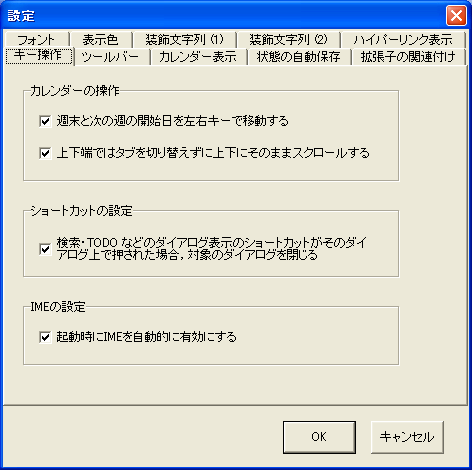 設定
フォント
表示色
装飾文字列 (1)
装飾文字列 (2)
ハイパーリンク表示
キー操作
ツールバー
カレンダー表示
状態の自動保存
拡張子の関連付け
カレンダーの操作
週末と次の週の開始日を左右キーで移動する
上下端ではタブを切り替えずに上下にそのままスクロールする
ショートカットの設定
検索・TODO などのダイアログ表示のショートカットがそのダイ
アログ上で押された場合, 対象のダイアログを閉じる
IMEの設定
起動時にIMEを自動的に有効にする
OK
キャンセル